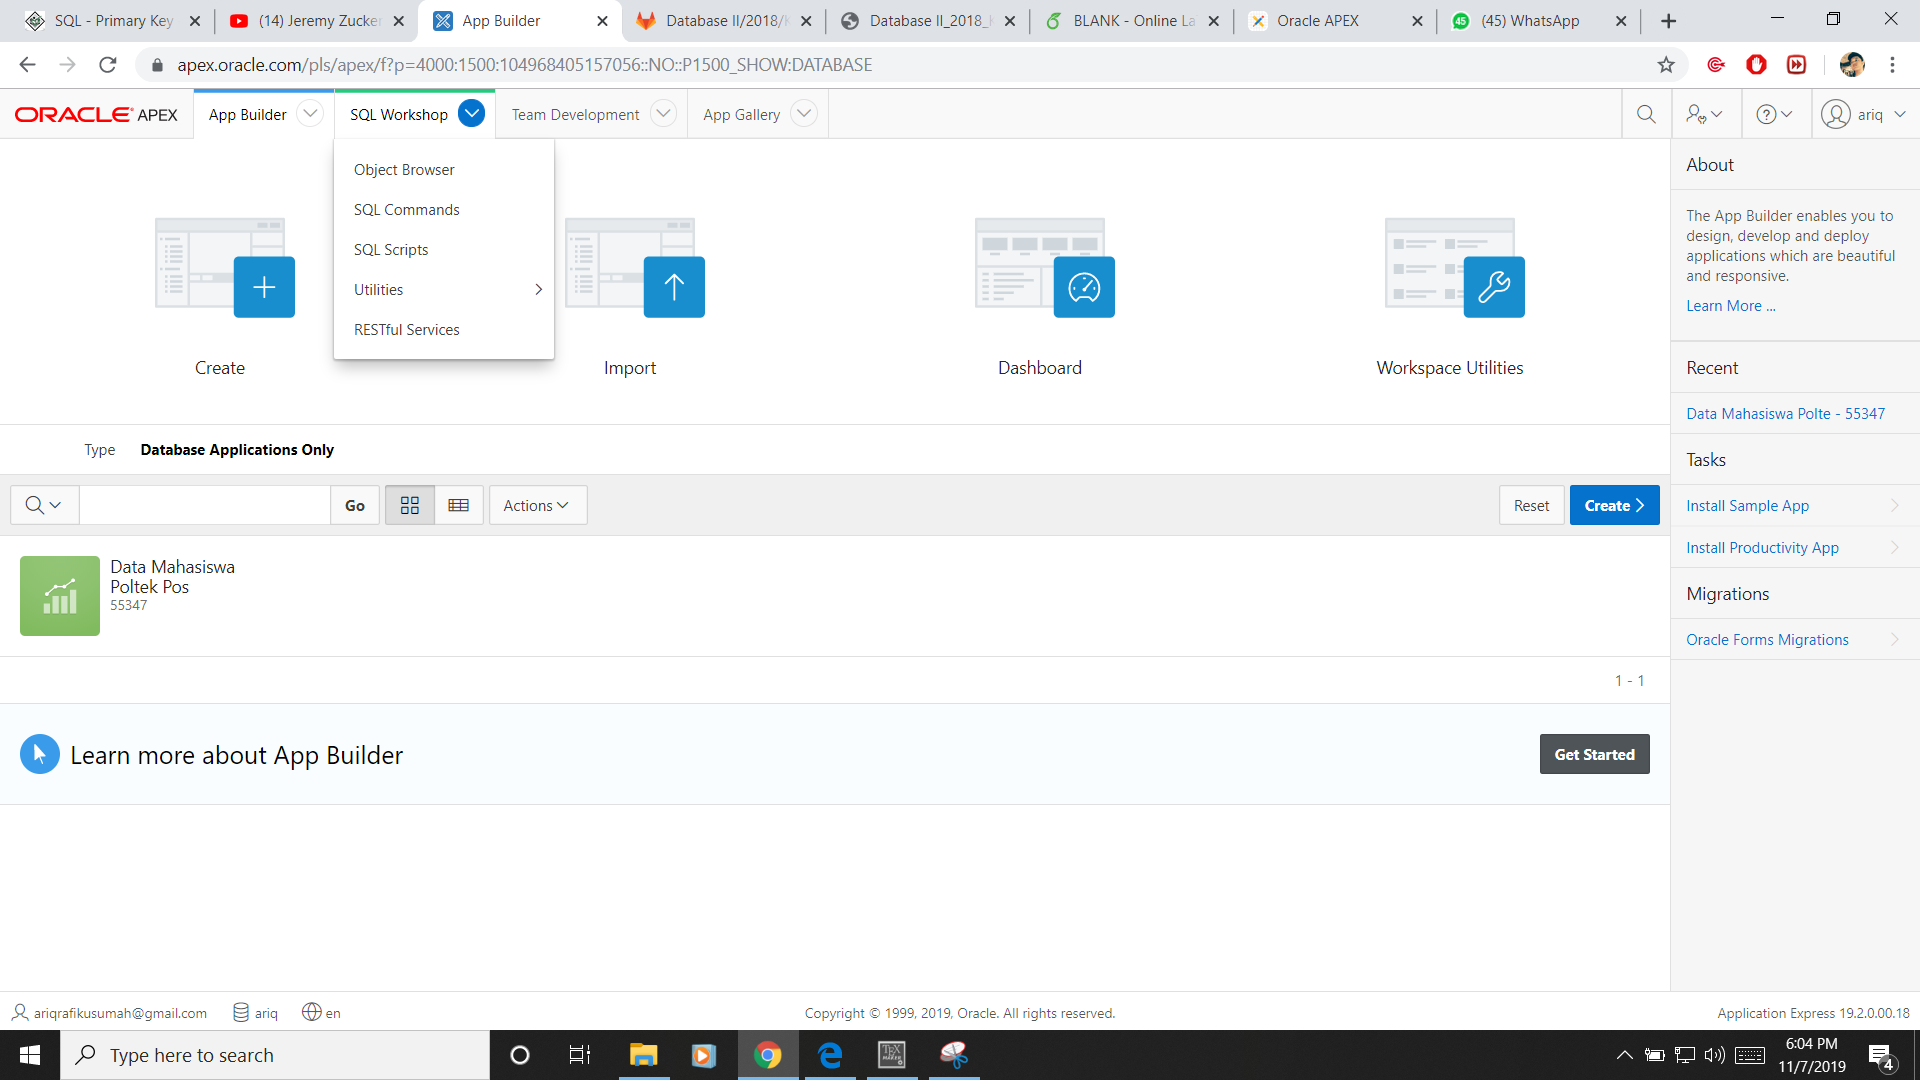 SQL - Primary Key
(14) Jeremy Zucker
App Builder
Database II/2018/K
Database II_2018_
BLANK - Online La
Oracle APEX
45
(45) WhatsApp
apex.oracle.com/pls/apex/f?p=4000:1500:104968405157056::NO::P1500_SHOW:DATABASE
ORACLE APEX
App Builder
SQL Workshop
Team Development
App Gallery
ariq
Object Browser
SQL Commands
SQL Scripts
Utilities
RESTful Services
Create
Import
Dashboard
Workspace Utilities
About
The App Builder enables you to
design, develop and deploy
applications which are beautiful
and responsive.
Learn More ...
Recent
Data Mahasiswa Polte - 55347
Tasks
Install Sample App
Install Productivity App
Migrations
Oracle Forms Migrations
Type
Database Applications Only
Go
Actions
Reset
Create
Data Mahasiswa
Poltek Pos
55347
1 - 1
Learn more about App Builder
Get Started
ariqrafikusumah@gmail.com
ariq
en
Copyright © 1999, 2019, Oracle. All rights reserved.
Application Express 19.2.0.00.18
Type here to search
TEX
MAKER
6:04 PM
11/7/2019
4